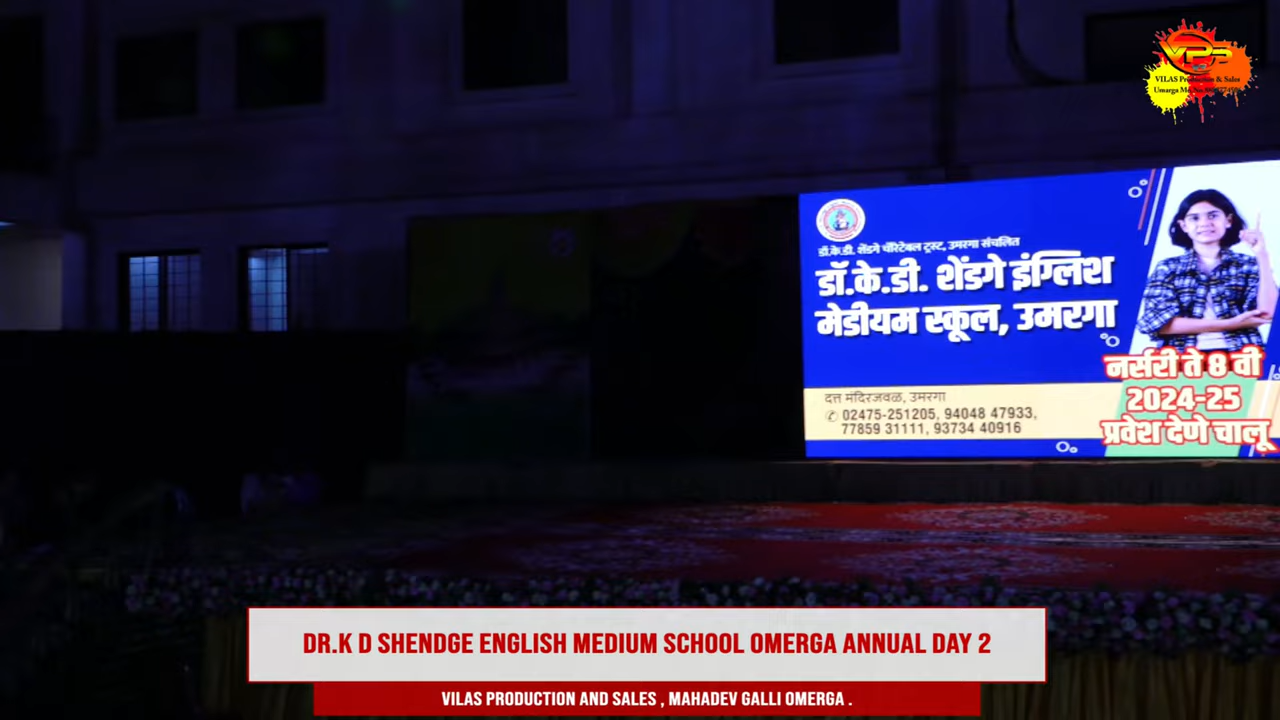 VPS
VILAS Production & Sales
डॉ.के.डी. शेंडगे चॅरिटेबल ट्रस्ट, उमरगा संचलित
डॉ.के.डी. शेंडगे इंग्लिश
मेडीयम स्कूल, उमरगा
नर्सरी ते 8 वी
2024-25
प्रवेश देणे चालू
दत्त मंदिरजवळ, उमरगा
✆ 02475-251205, 94048 47933,
77859 31111, 93734 40916
DR.K D SHENDGE ENGLISH MEDIUM SCHOOL OMERGA ANNUAL DAY 2
VILAS PRODUCTION AND SALES , MAHADEV GALLI OMERGA .